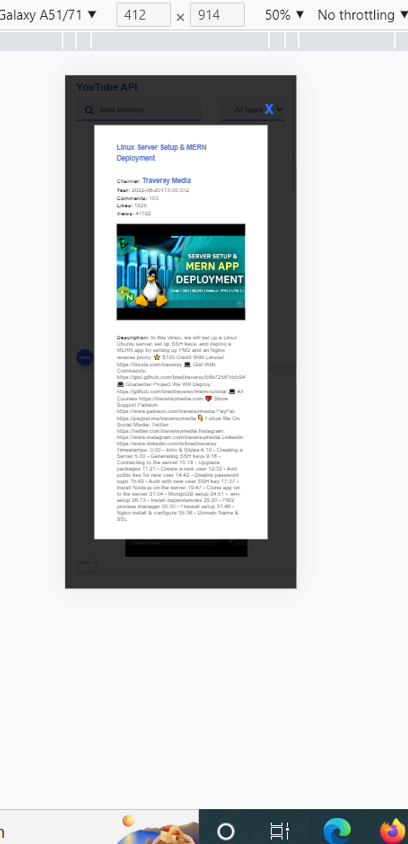 Galaxy A51/71 ▼ 412 × 914 50% ▼ No throttling ▼
YouTube API
brad traversy All types
X
Linux Server Setup & MERN
Deployment
Channel: Traversy Media
Year: 2022-06-20T13:00:37Z
Comments: 103
Likes: 1825
Views: 41192
SERVER SETUP &
MERN APP
DEPLOYMENT
Description: In this video, we will set up a Linux
Ubuntu server, set up SSH keys, and deploy a
MERN app by setting up PM2 and an Nginx
reverse proxy. ⭐ $100 Credit With Linode!
https://linode.com/traversy 💻 Gist With
Commands:
💻 Goalsetter Project We Will Deploy:
https://github.com/bradtraversy/mern-tutorial 💻 All
Courses https://traversymedia.com ❤️ Show
Support Patreon:
https://www.patreon.com/traversymedia PayPal:
https://paypal.me/traversymedia 👇 Follow Me On
Social Media: Twitter:
https://twitter.com/traversymedia Instagram:
https://www.instagram.com/traversymedia Linkedin:
https://www.linkedin.com/in/bradtraversy
Timestamps: 0:00 - Intro & Slides 4:10 - Creating a
Server 5:30 - Generating SSH keys 9:16 -
Connecting to the server 10:18 - Upgrade
packages 11:21 - Create a new user 12:32 - Add
public key for new user 14:42 - Disable password
login 15:49 - Auth with new user SSH key 17:37 -
Install Node.js on the server 19:47 - Clone app on
to the server 21:04 - MongoDB setup 24:51 - .env
setup 26:13 - Install dependencies 29:20 - PM2
process manager 30:30 - Firewall setup 31:46 -
Nginx install & configure 35:36 - Domain Name &
SSL